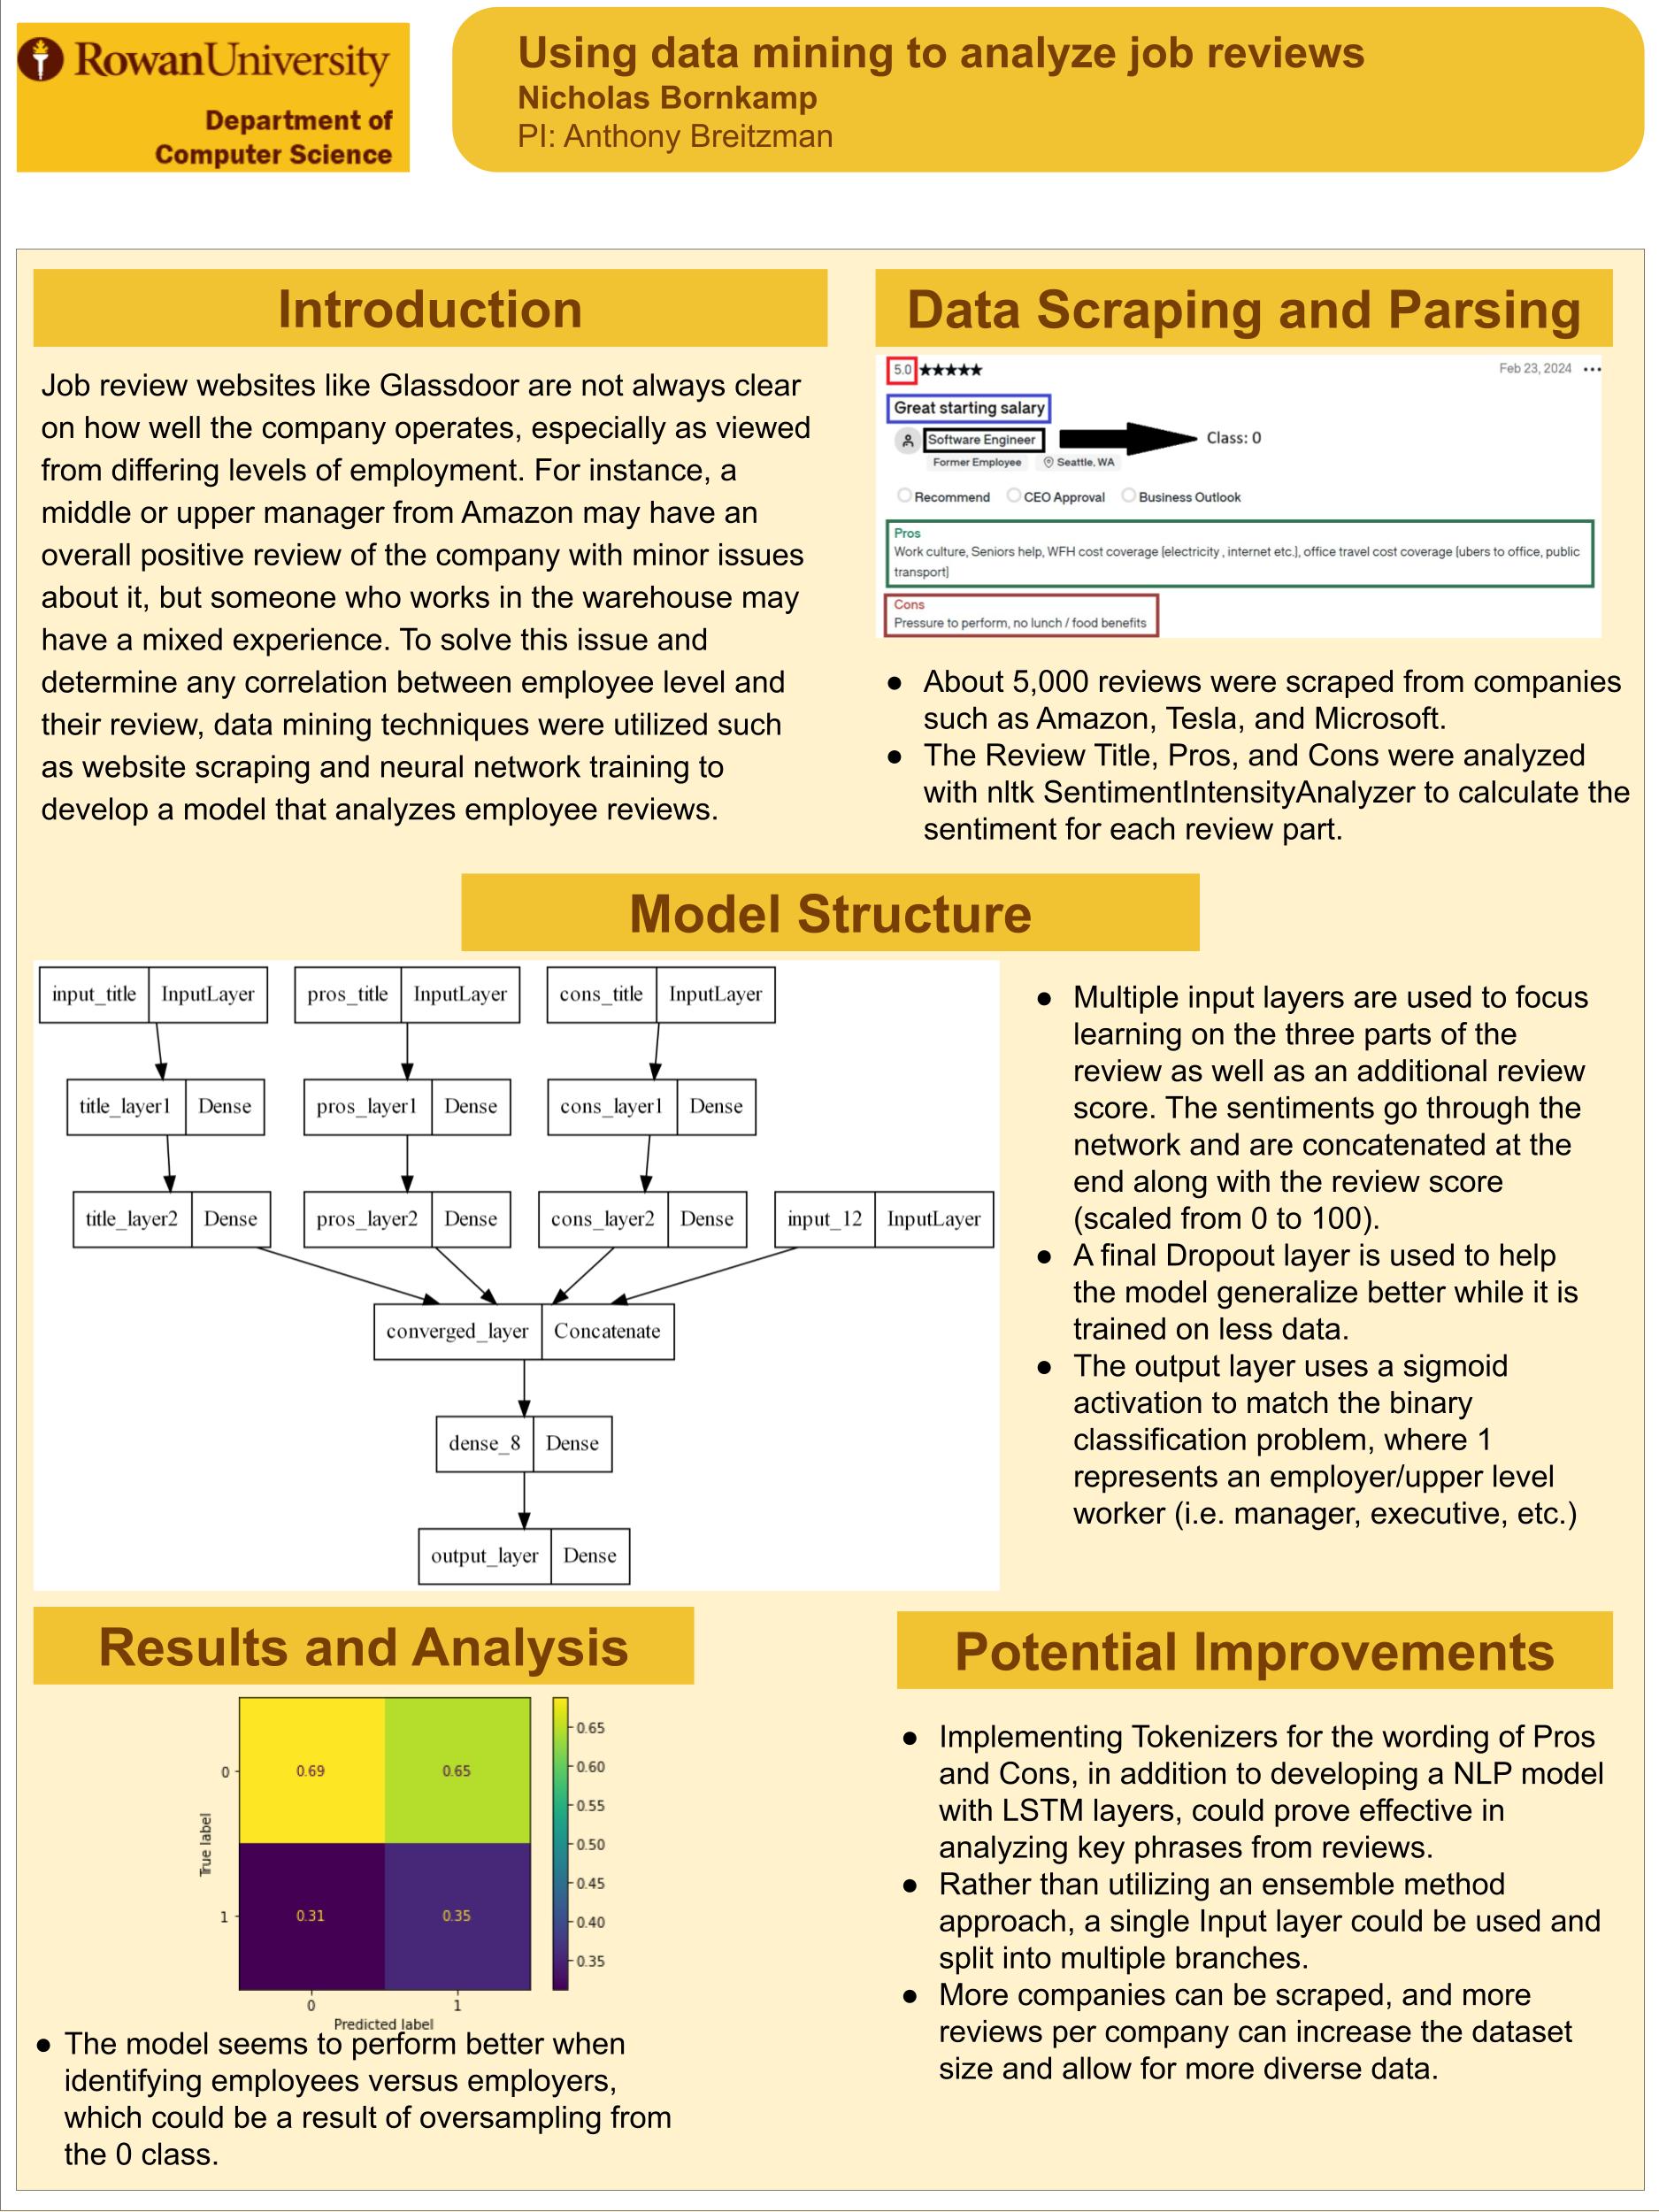 RowanUniversity
Department of
Computer Science
Using data mining to analyze job reviews
Nicholas Bornkamp
PI: Anthony Breitzman
Introduction
Job review websites like Glassdoor are not always clear
on how well the company operates, especially as viewed
from differing levels of employment. For instance, a
middle or upper manager from Amazon may have an
overall positive review of the company with minor issues
about it, but someone who works in the warehouse may
have a mixed experience. To solve this issue and
determine any correlation between employee level and
their review, data mining techniques were utilized such
as website scraping and neural network training to
develop a model that analyzes employee reviews.
Data Scraping and Parsing
5.0 ★★★★★ Feb 23, 2024 •••
Great starting salary
Software Engineer Class: 0
Former Employee Seattle, WA
Recommend CEO Approval Business Outlook
Pros
Work culture, Seniors help, WFH cost coverage [electricity , internet etc.], office travel cost coverage [ubers to office, public
transport]
Cons
Pressure to perform, no lunch / food benefits
● About 5,000 reviews were scraped from companies
such as Amazon, Tesla, and Microsoft.
● The Review Title, Pros, and Cons were analyzed
with nltk SentimentIntensityAnalyzer to calculate the
sentiment for each review part.
Model Structure
input_title InputLayer pros_title InputLayer cons_title InputLayer
title_layer1 Dense pros_layer1 Dense cons_layer1 Dense
title_layer2 Dense pros_layer2 Dense cons_layer2 Dense input_12 InputLayer
converged_layer Concatenate
dense_8 Dense
output_layer Dense
● Multiple input layers are used to focus
learning on the three parts of the
review as well as an additional review
score. The sentiments go through the
network and are concatenated at the
end along with the review score
(scaled from 0 to 100).
● A final Dropout layer is used to help
the model generalize better while it is
trained on less data.
● The output layer uses a sigmoid
activation to match the binary
classification problem, where 1
represents an employer/upper level
worker (i.e. manager, executive, etc.)
Results and Analysis
True label
0
1
0.69 0.65
0.31 0.35
0 1
Predicted label
0.65
0.60
0.55
0.50
0.45
0.40
0.35
● The model seems to perform better when
identifying employees versus employers,
which could be a result of oversampling from
the 0 class.
Potential Improvements
● Implementing Tokenizers for the wording of Pros
and Cons, in addition to developing a NLP model
with LSTM layers, could prove effective in
analyzing key phrases from reviews.
● Rather than utilizing an ensemble method
approach, a single Input layer could be used and
split into multiple branches.
● More companies can be scraped, and more
reviews per company can increase the dataset
size and allow for more diverse data.